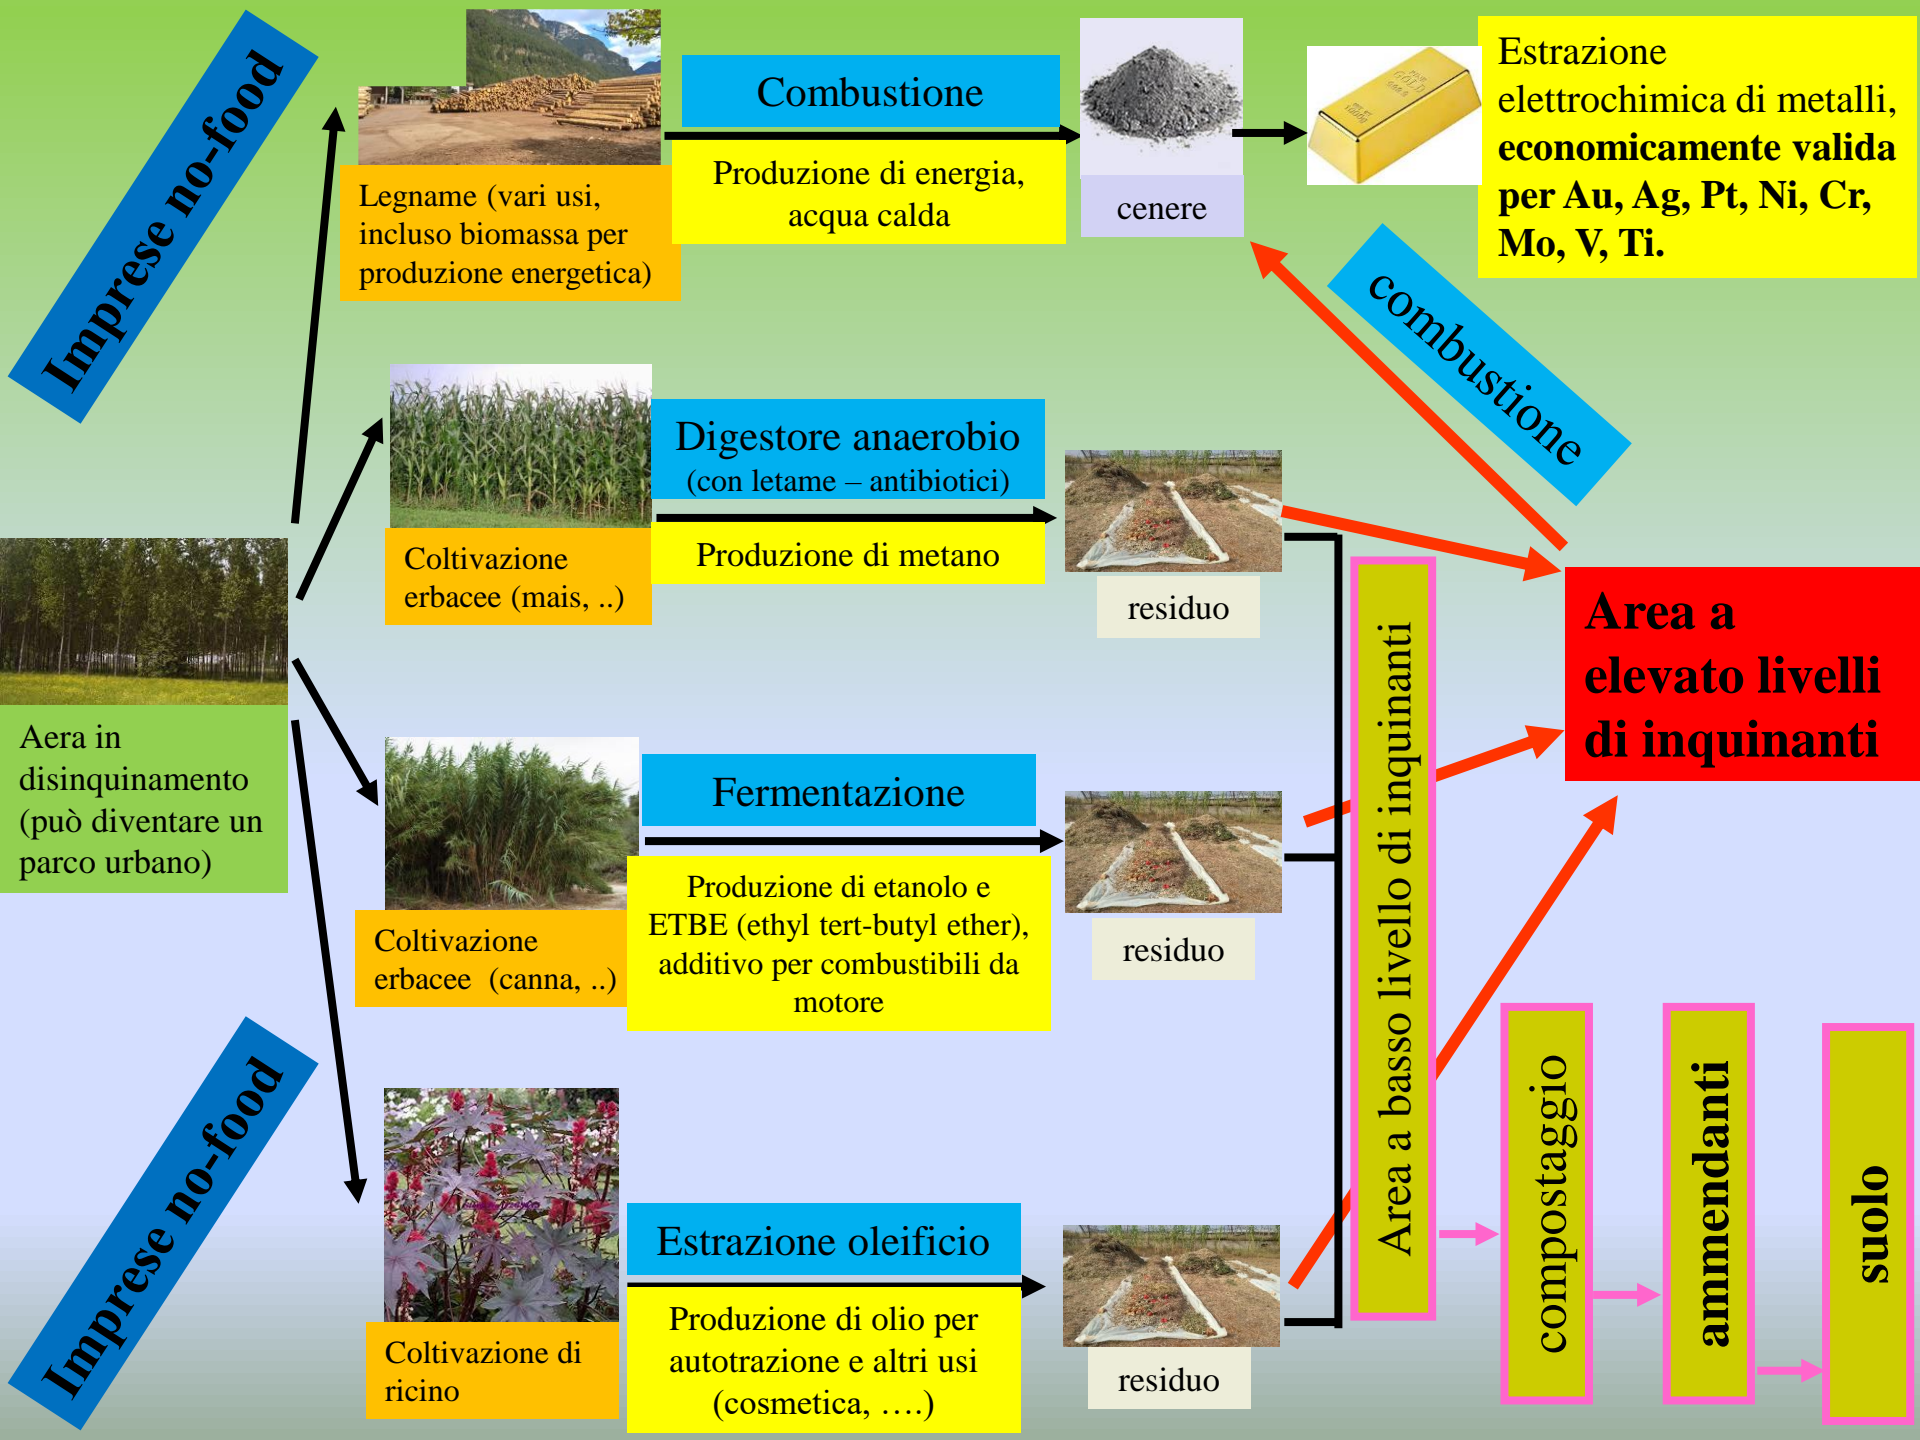 Imprese no-food
Legname (vari usi,
incluso biomassa per
produzione energetica)
Combustione
Produzione di energia,
acqua calda
cenere
Estrazione
elettrochimica di metalli,
economicamente valida
per Au, Ag, Pt, Ni, Cr,
Mo, V, Ti.
combustione
Coltivazione
erbacee (mais, ..)
Digestore anaerobio
(con letame – antibiotici)
Produzione di metano
residuo
Area a
elevato livelli
di inquinanti
Aera in
disinquinamento
(può diventare un
parco urbano)
Coltivazione
erbacee  (canna, ..)
Fermentazione
Produzione di etanolo e
ETBE (ethyl tert-butyl ether),
additivo per combustibili da
motore
residuo
Area a basso livello di inquinanti
Imprese no-food
Coltivazione di
ricino
Estrazione oleificio
Produzione di olio per
autotrazione e altri usi
(cosmetica, ….)
residuo
compostaggio
ammendanti
suolo
GOLD